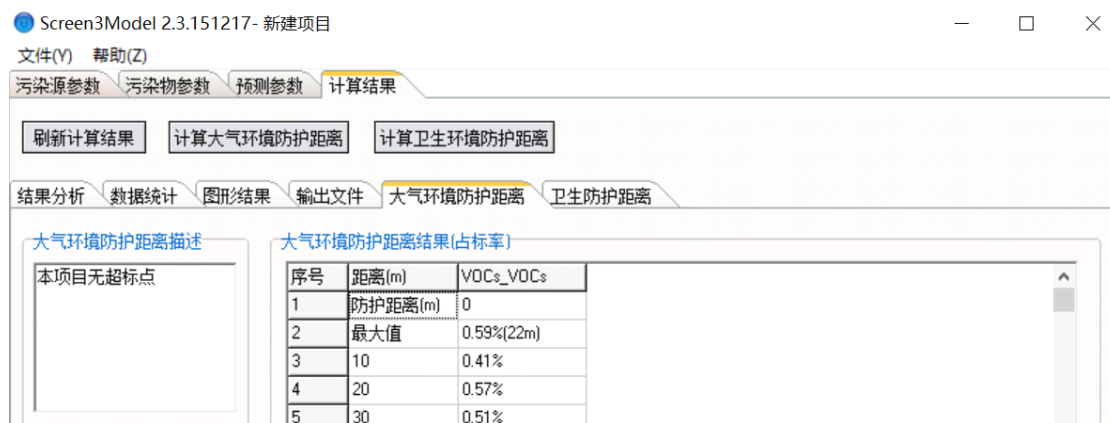 Screen3Model 2.3.151217- 新建项目
文件(Y) 帮助(Z)
污染源参数 污染物参数 预测参数 计算结果
刷新计算结果 计算大气环境防护距离 计算卫生环境防护距离
结果分析 数据统计 图形结果 输出文件 大气环境防护距离 卫生防护距离
大气环境防护距离描述 大气环境防护距离结果(占标率)
本项目无超标点
序号 距离(m) VOCs_VOCs
1 防护距离(m) 0
2 最大值 0.59%(22m)
3 10 0.41%
4 20 0.57%
5 30 0.51%